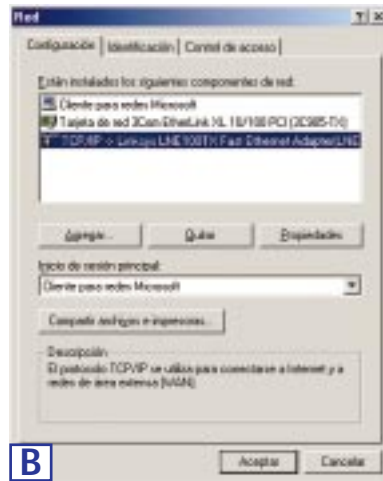 Red
Configuración Identificación Control de acceso
Están instalados los siguientes componentes de red:
Cliente para redes Microsoft
Tarjeta de red 3Com EtherLink XL 10/100 PCI (3C905-TX)
TCP/IP -> Linksys LNE100TX Fast Ethernet Adapter(LNE
Agregar... Quitar Propiedades
Inicio de sesión principal:
Cliente para redes Microsoft
Compartir archivos e impresoras...
Descripción
El protocolo TCP/IP se utiliza para conectarse a Internet y a
redes de área extensa (WAN).
B
Aceptar Cancelar